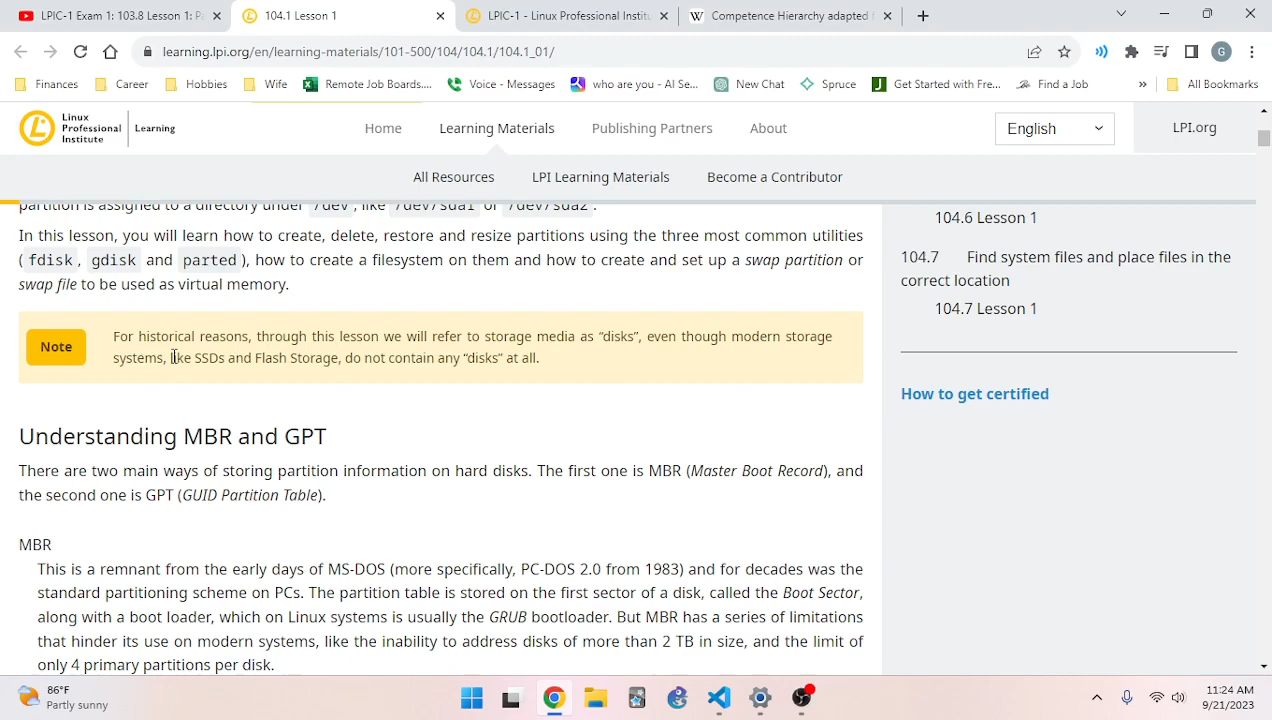 LPIC-1 Exam 1: 103.8 Lesson 1: Pa
104.1 Lesson 1
LPIC-1 - Linux Professional Institu
Competence Hierarchy adapted f
learning.lpi.org/en/learning-materials/101-500/104/104.1/104.1_01/
G
Finances
Career
Hobbies
Wife
Remote Job Boards....
Voice - Messages
who are you - AI Se...
New Chat
Spruce
Get Started with Fre...
Find a Job
»
All Bookmarks
Linux
Professional
Institute
Learning
Home
Learning Materials
Publishing Partners
About
English
LPI.org
All Resources
LPI Learning Materials
Become a Contributor
partition is assigned to a directory under /dev, like /dev/sda1 or /dev/sda2.
In this lesson, you will learn how to create, delete, restore and resize partitions using the three most common utilities
(fdisk, gdisk and parted), how to create a filesystem on them and how to create and set up a swap partition or
swap file to be used as virtual memory.
Note
For historical reasons, through this lesson we will refer to storage media as “disks”, even though modern storage
systems, like SSDs and Flash Storage, do not contain any “disks” at all.
Understanding MBR and GPT
There are two main ways of storing partition information on hard disks. The first one is MBR (Master Boot Record), and
the second one is GPT (GUID Partition Table).
MBR
This is a remnant from the early days of MS-DOS (more specifically, PC-DOS 2.0 from 1983) and for decades was the
standard partitioning scheme on PCs. The partition table is stored on the first sector of a disk, called the Boot Sector,
along with a boot loader, which on Linux systems is usually the GRUB bootloader. But MBR has a series of limitations
that hinder its use on modern systems, like the inability to address disks of more than 2 TB in size, and the limit of
only 4 primary partitions per disk.
104.6 Lesson 1
104.7 Find system files and place files in the
correct location
104.7 Lesson 1
How to get certified
86°F
Partly sunny
11:24 AM
9/21/2023